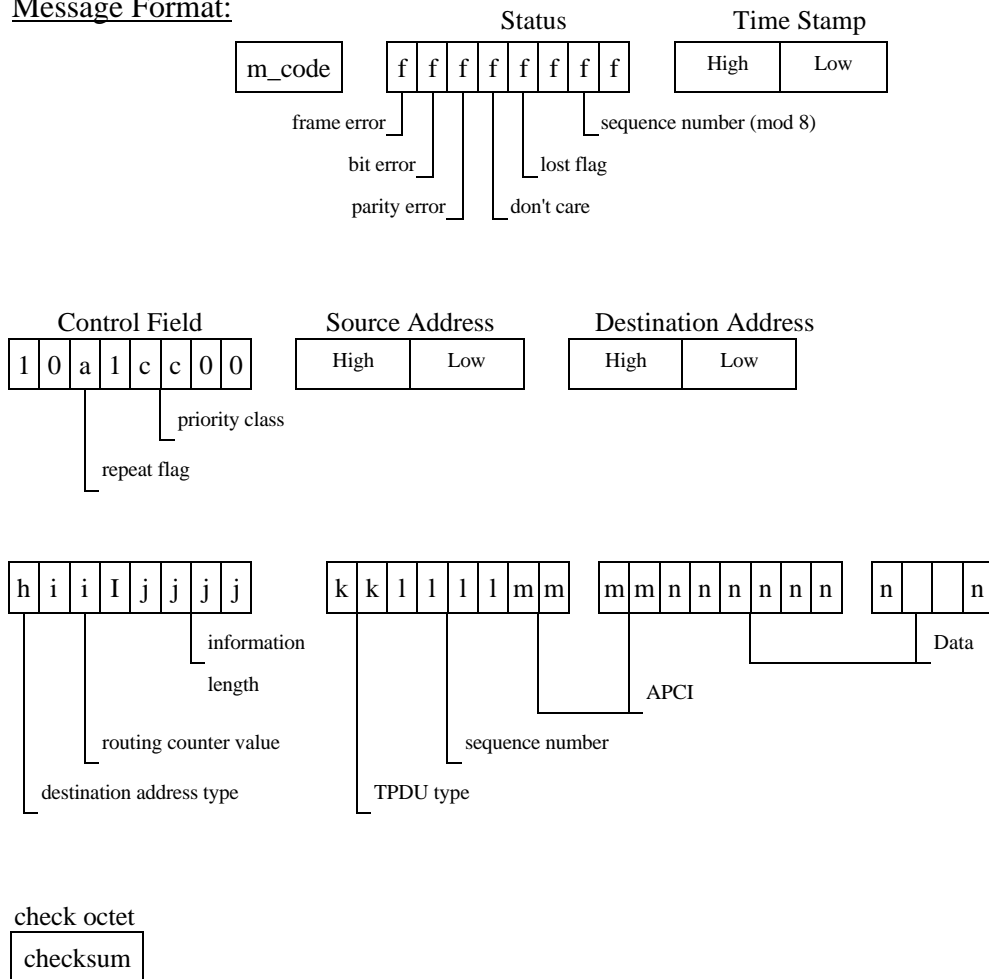 Message Format:
Status Time Stamp
m_code f f f f f f f f High Low
frame error sequence number (mod 8)
bit error lost flag
parity error don't care
Control Field Source Address Destination Address
1 0 a 1 c c 0 0 High Low High Low
priority class
repeat flag
h i i I j j j j k k l l l l m m m m n n n n n n n n
information Data
length
APCI
routing counter value sequence number
destination address type TPDU type
check octet
checksum